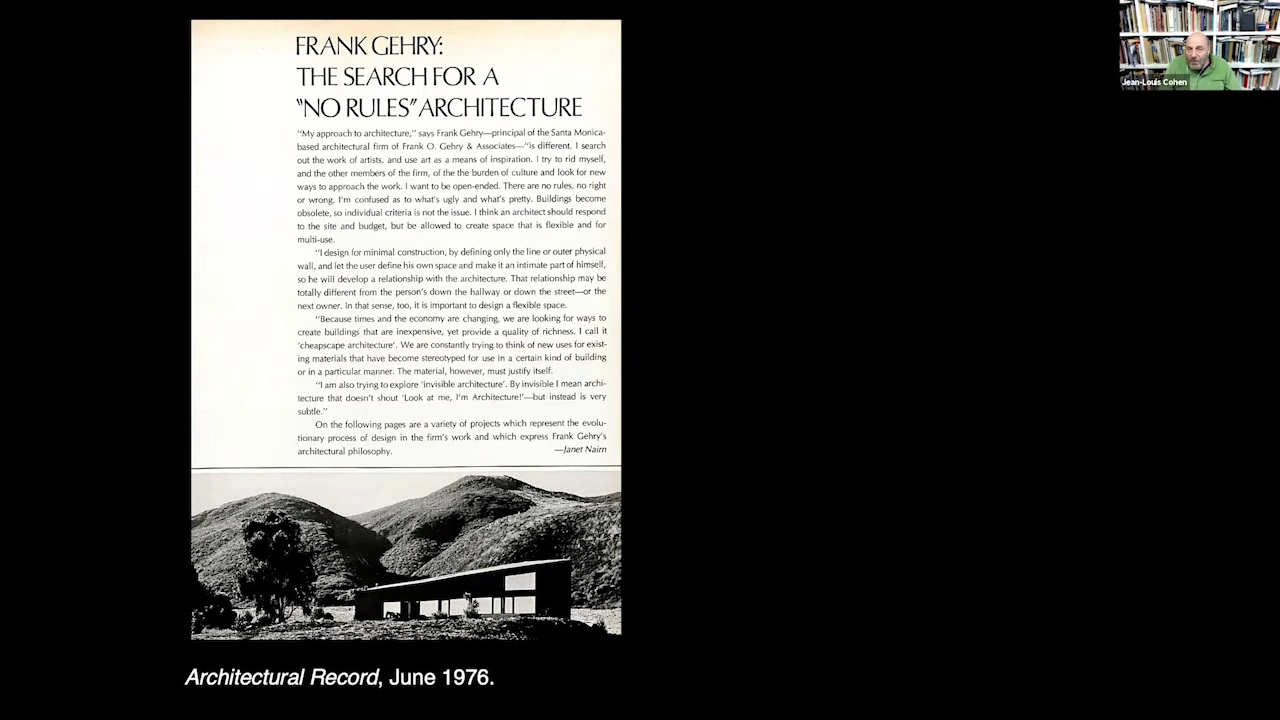 FRANK GEHRY:
THE SEARCH FOR A
"NO RULES" ARCHITECTURE
"My approach to architecture," says Frank Gehry—principal of the Santa Monica-
based architectural firm of Frank O. Gehry & Associates—"is different. I search
out the work of artists, and use art as a means of inspiration. I try to rid myself,
and the other members of the firm, of the the burden of culture and look for new
ways to approach the work. I want to be open-ended. There are no rules, no right
or wrong. I'm confused as to what's ugly and what's pretty. Buildings become
obsolete, so individual criteria is not the issue. I think an architect should respond
to the site and budget, but be allowed to create space that is flexible and for
multi-use.
"I design for minimal construction, by defining only the line or outer physical
wall, and let the user define his own space and make it an intimate part of himself,
so he will develop a relationship with the architecture. That relationship may be
totally different from the person's down the hallway or down the street—or the
next owner. In that sense, too, it is important to design a flexible space.
"Because times and the economy are changing, we are looking for ways to
create buildings that are inexpensive, yet provide a quality of richness. I call it
'cheapscape architecture'. We are constantly trying to think of new uses for exist-
ing materials that have become stereotyped for use in a certain kind of building
or in a particular manner. The material, however, must justify itself.
"I am also trying to explore 'invisible architecture'. By invisible I mean archi-
tecture that doesn't shout 'Look at me, I'm Architecture!'—but instead is very
subtle."
On the following pages are a variety of projects which represent the evolu-
tionary process of design in the firm's work and which express Frank Gehry's
architectural philosophy. —Janet Nairn
Architectural Record, June 1976.
Jean-Louis Cohen